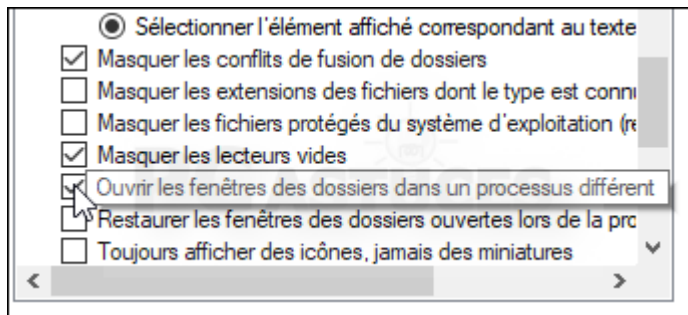 Sélectionner l'élément affiché correspondant au texte
Masquer les conflits de fusion de dossiers
Masquer les extensions des fichiers dont le type est connu
Masquer les fichiers protégés du système d'exploitation (re
Masquer les lecteurs vides
Ouvrir les fenêtres des dossiers dans un processus différent
Restaurer les fenêtres des dossiers ouvertes lors de la pro
Toujours afficher des icônes, jamais des miniatures